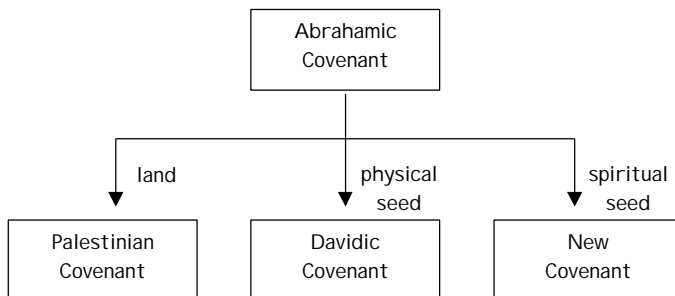 Abrahamic
Covenant
land
physical
seed
spiritual
seed
Palestinian
Covenant
Davidic
Covenant
New
Covenant